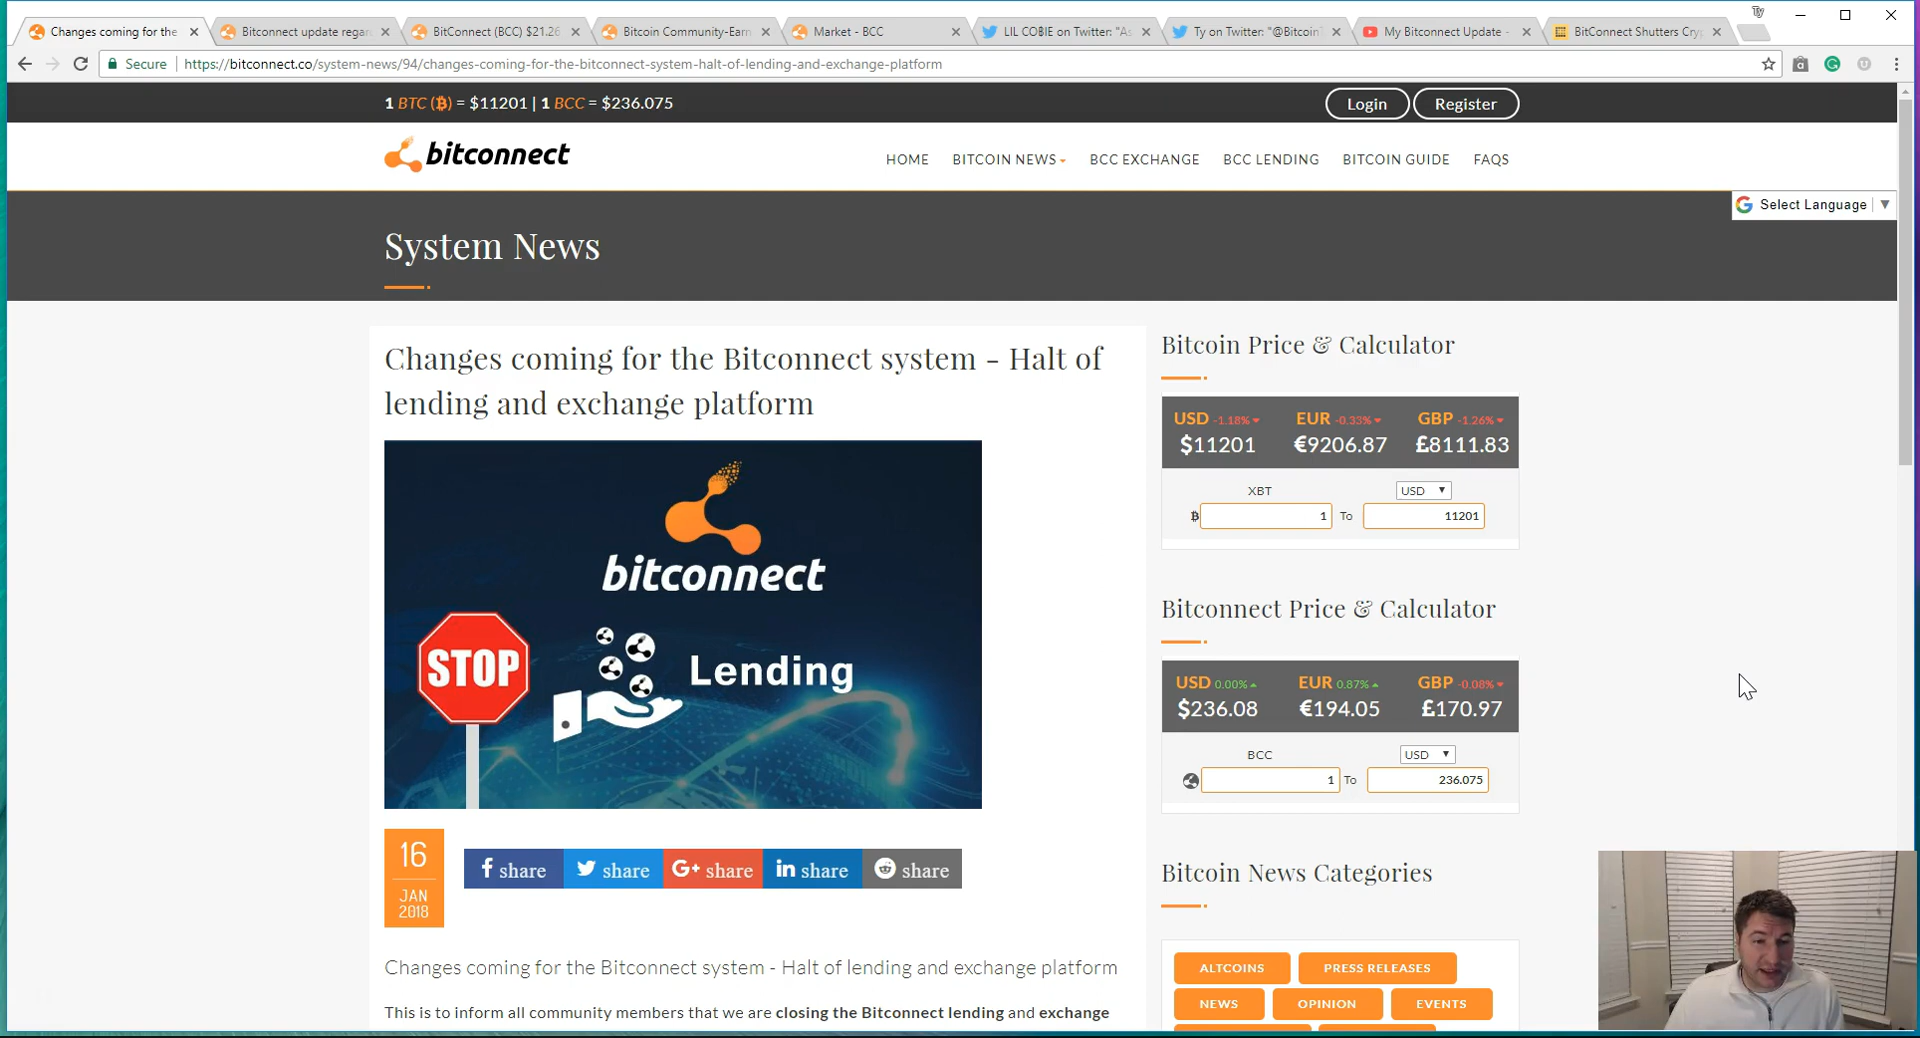 Changes coming for the
Bitconnect update regar
BitConnect (BCC) $21.26
Bitcoin Community-Earn
Market - BCC
LIL COBIE on Twitter: "As
Ty on Twitter: "@BitcoinT
My Bitconnect Update -
BitConnect Shutters Cry
Ty
Secure
https://bitconnect.co/system-news/94/changes-coming-for-the-bitconnect-system-halt-of-lending-and-exchange-platform
1 BTC (₿) = $11201 | 1 BCC = $236.075
Login
Register
bitconnect
HOME
BITCOIN NEWS
BCC EXCHANGE
BCC LENDING
BITCOIN GUIDE
FAQS
Select Language
System News
Changes coming for the Bitconnect system - Halt of
lending and exchange platform
bitconnect
STOP
Lending
16
JAN
2018
share
share
G+ share
in share
share
Changes coming for the Bitconnect system - Halt of lending and exchange platform
This is to inform all community members that we are closing the Bitconnect lending and exchange
Bitcoin Price & Calculator
USD -1.18% EUR -0.33% GBP -1.26%
$11201 €9206.87 £8111.83
XBT USD
1 To 11201
Bitconnect Price & Calculator
USD 0.00% EUR 0.87% GBP -0.08%
$236.08 €194.05 £170.97
BCC USD
1 To 236.075
Bitcoin News Categories
ALTCOINS
PRESS RELEASES
NEWS
OPINION
EVENTS